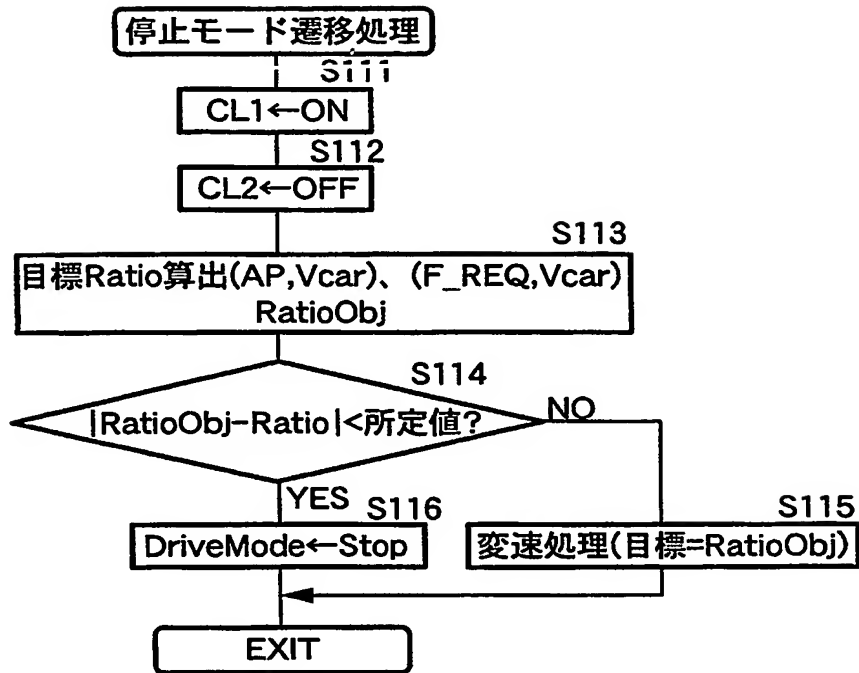 停止モード遷移処理
S111
CL1←ON
S112
CL2←OFF
S113
目標Ratio算出(AP,Vcar)、(F_REQ,Vcar)
RatioObj
S114
|RatioObj-Ratio|<所定値?
NO
YES
S116
S115
DriveMode←Stop
変速処理(目標=RatioObj)
EXIT